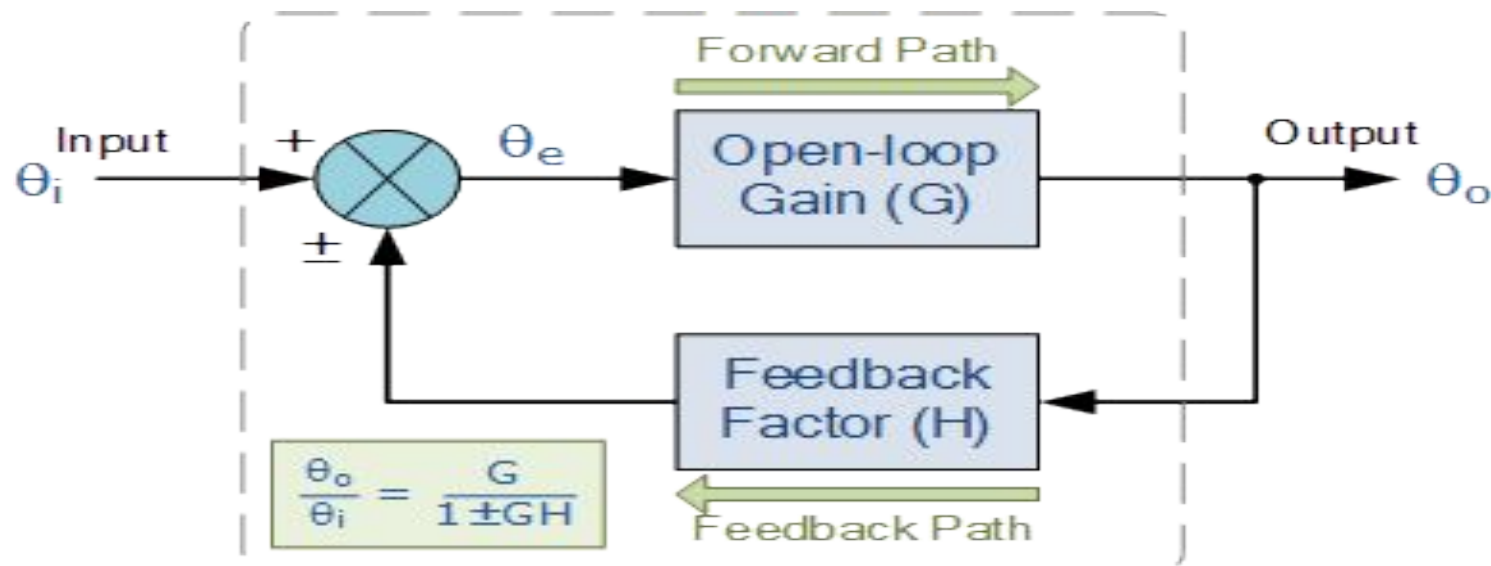 Forward Path
Input
θi
+
±
θe
Open-loop
Gain (G)
Output
θo
Feedback
Factor (H)
θo/θi = G/1±GH
Feedback Path